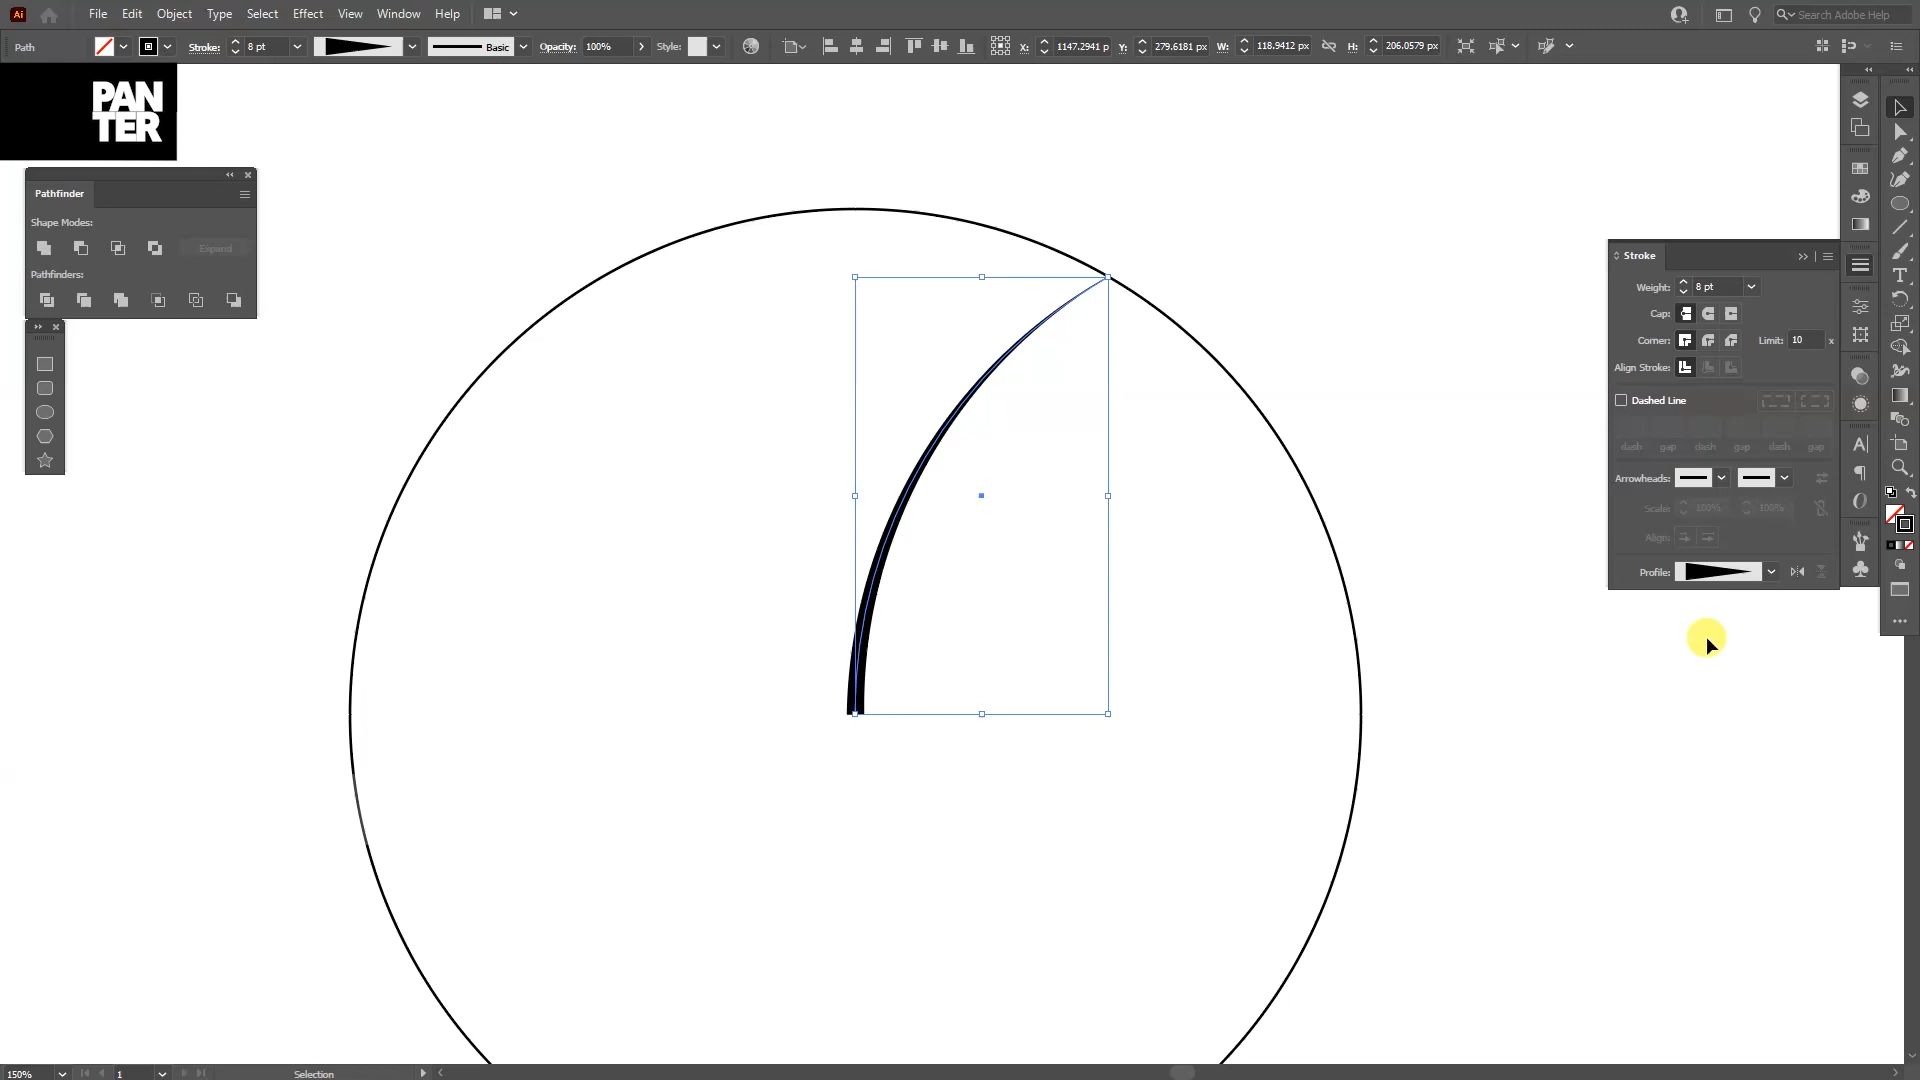 Ai File Edit Object Type Select Effect View Window Help Search Adobe Help
Path Stroke: 8 pt Basic Opacity: 100% Style: X: 1147.2941 p Y: 279.6181 px W: 118.9412 px H: 206.0579 px
PAN
TER
Pathfinder
Shape Modes:
Expand
Pathfinders:
Stroke
Weight: 8 pt
Cap:
Corner: Limit: 10 x
Align Stroke:
Dashed Line
dash gap dash gap dash gap
Arrowheads:
Scale: 100% 100%
Align:
Profile:
150% 1 Selection